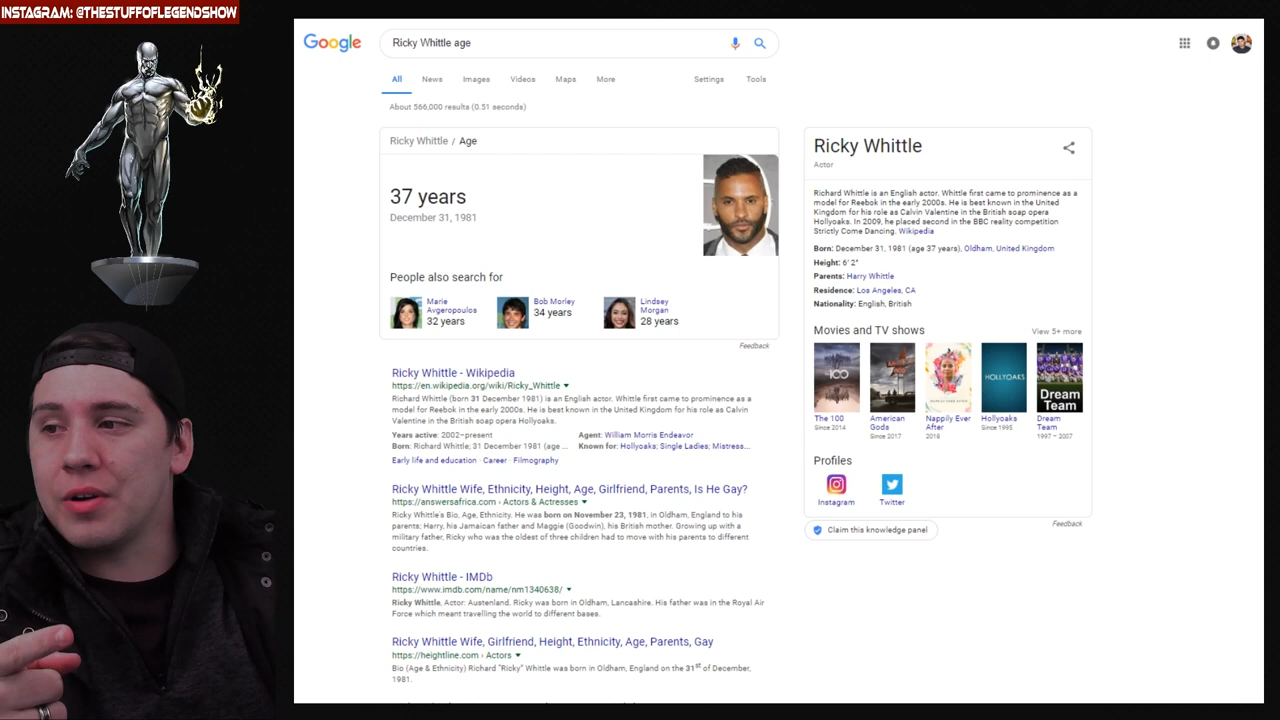 INSTAGRAM: @THESTUFFOFLEGENDSHOW
Google
Ricky Whittle age
All News Images Videos Maps More Settings Tools
About 566,000 results (0.51 seconds)
Ricky Whittle / Age
37 years
December 31, 1981
People also search for
Marie
Avgeropoulos
32 years
Bob Morley
34 years
Lindsey
Morgan
28 years
Feedback
Ricky Whittle - Wikipedia
https://en.wikipedia.org/wiki/Ricky_Whittle
Richard Whittle (born 31 December 1981) is an English actor. Whittle first came to prominence as a
model for Reebok in the early 2000s. He is best known in the United Kingdom for his role as Calvin
Valentine in the British soap opera Hollyoaks.
Years active: 2002–present Agent: William Morris Endeavor
Born: Richard Whittle; 31 December 1981 (age ... Known for: Hollyoaks; Single Ladies; Mistress...
Early life and education · Career · Filmography
Ricky Whittle Wife, Ethnicity, Height, Age, Girlfriend, Parents, Is He Gay?
https://answersafrica.com › Actors & Actresses
Ricky Whittle's Bio, Age, Ethnicity. He was born on November 23, 1981, in Oldham, England to his
parents; Harry, his Jamaican father and Maggie (Goodwin), his British mother. Growing up with a
military father, Ricky who was the oldest of three children had to move with his parents to different
countries.
Ricky Whittle - IMDb
https://www.imdb.com/name/nm1340638/
Ricky Whittle, Actor: Austenland. Ricky was born in Oldham, Lancashire. His father was in the Royal Air
Force which meant travelling the world to different bases.
Ricky Whittle Wife, Girlfriend, Height, Ethnicity, Age, Parents, Gay
https://heightline.com › Actors
Bio (Age & Ethnicity) Richard "Ricky" Whittle was born in Oldham, England on the 31st of December,
1981.
Ricky Whittle
Actor
Richard Whittle is an English actor. Whittle first came to prominence as a
model for Reebok in the early 2000s. He is best known in the United
Kingdom for his role as Calvin Valentine in the British soap opera
Hollyoaks. In 2009, he placed second in the BBC reality competition
Strictly Come Dancing. Wikipedia
Born: December 31, 1981 (age 37 years), Oldham, United Kingdom
Height: 6' 2"
Parents: Harry Whittle
Residence: Los Angeles, CA
Nationality: English, British
Movies and TV shows View 5+ more
100
HOLLYOAKS
Dream
Team
The 100
Since 2014
American
Gods
Since 2017
Nappily Ever
After
2018
Hollyoaks
Since 1995
Dream
Team
1997 – 2007
Profiles
Instagram Twitter
Feedback
Claim this knowledge panel